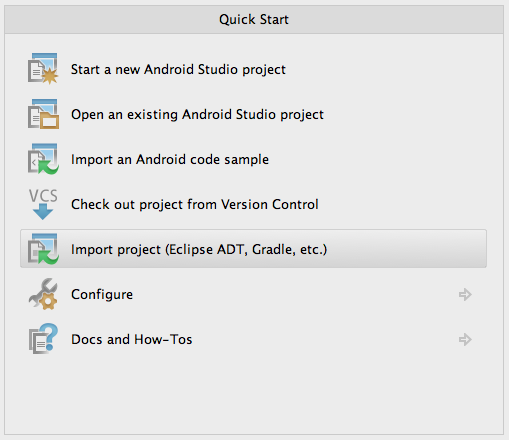 Quick Start
Start a new Android Studio project
Open an existing Android Studio project
Import an Android code sample
VCS
Check out project from Version Control
Import project (Eclipse ADT, Gradle, etc.)
Configure
Docs and How-Tos